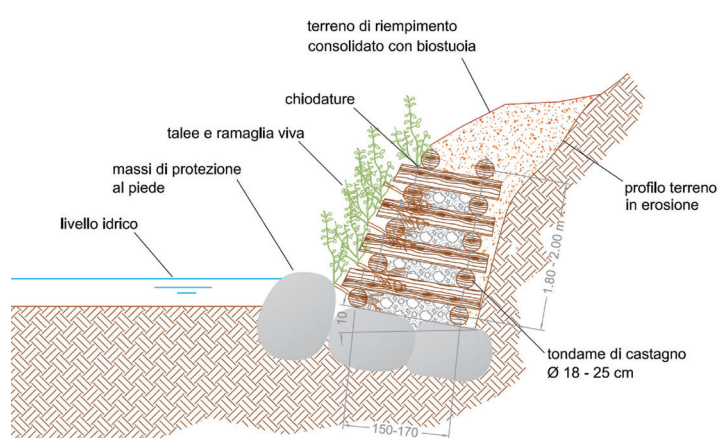 terreno di riempimento
consolidato con biostuoia
chiodature
talee e ramaglia viva
massi di protezione
al piede
livello idrico
profilo terreno
in erosione
1.80 - 2.00 m
10
tondame di castagno
Ø 18 - 25 cm
150-170